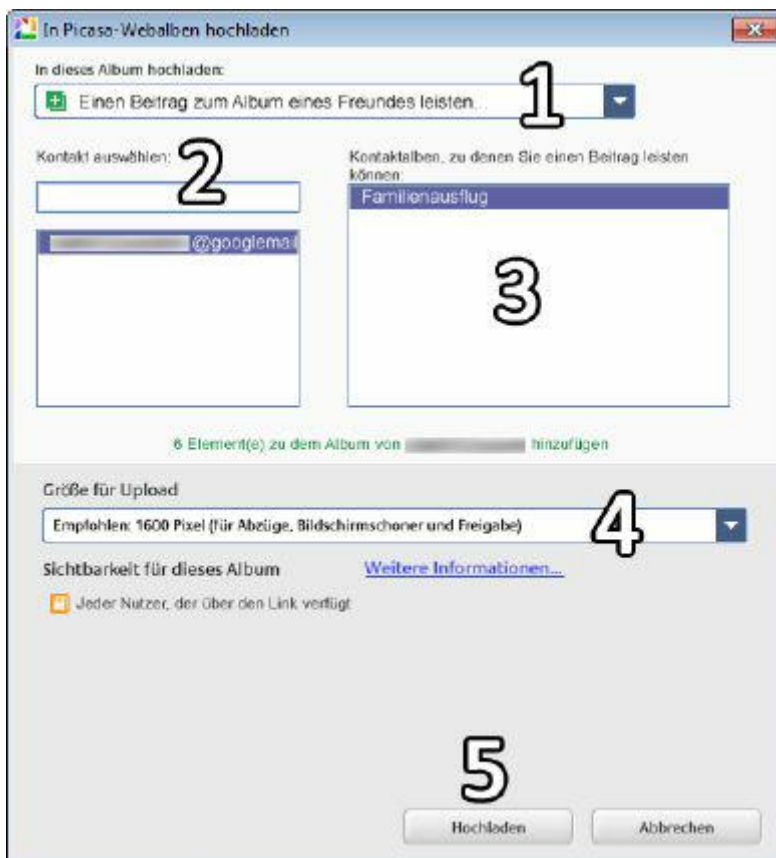 In Picasa-Webalben hochladen
In dieses Album hochladen:
Einen Beitrag zum Album eines Freundes leisten...
1
Kontakt auswählen:
2
@googlemai
Kontaktalben, zu denen Sie einen Beitrag leisten
können:
Familienausflug
3
6 Element(e) zu dem Album von hinzufügen
Größe für Upload
Empfohlen: 1600 Pixel (für Abzüge, Bildschirmschoner und Freigabe)
4
Sichtbarkeit für dieses Album
Weitere Informationen...
Jeder Nutzer, der über den Link verfügt
5
Hochladen
Abbrechen